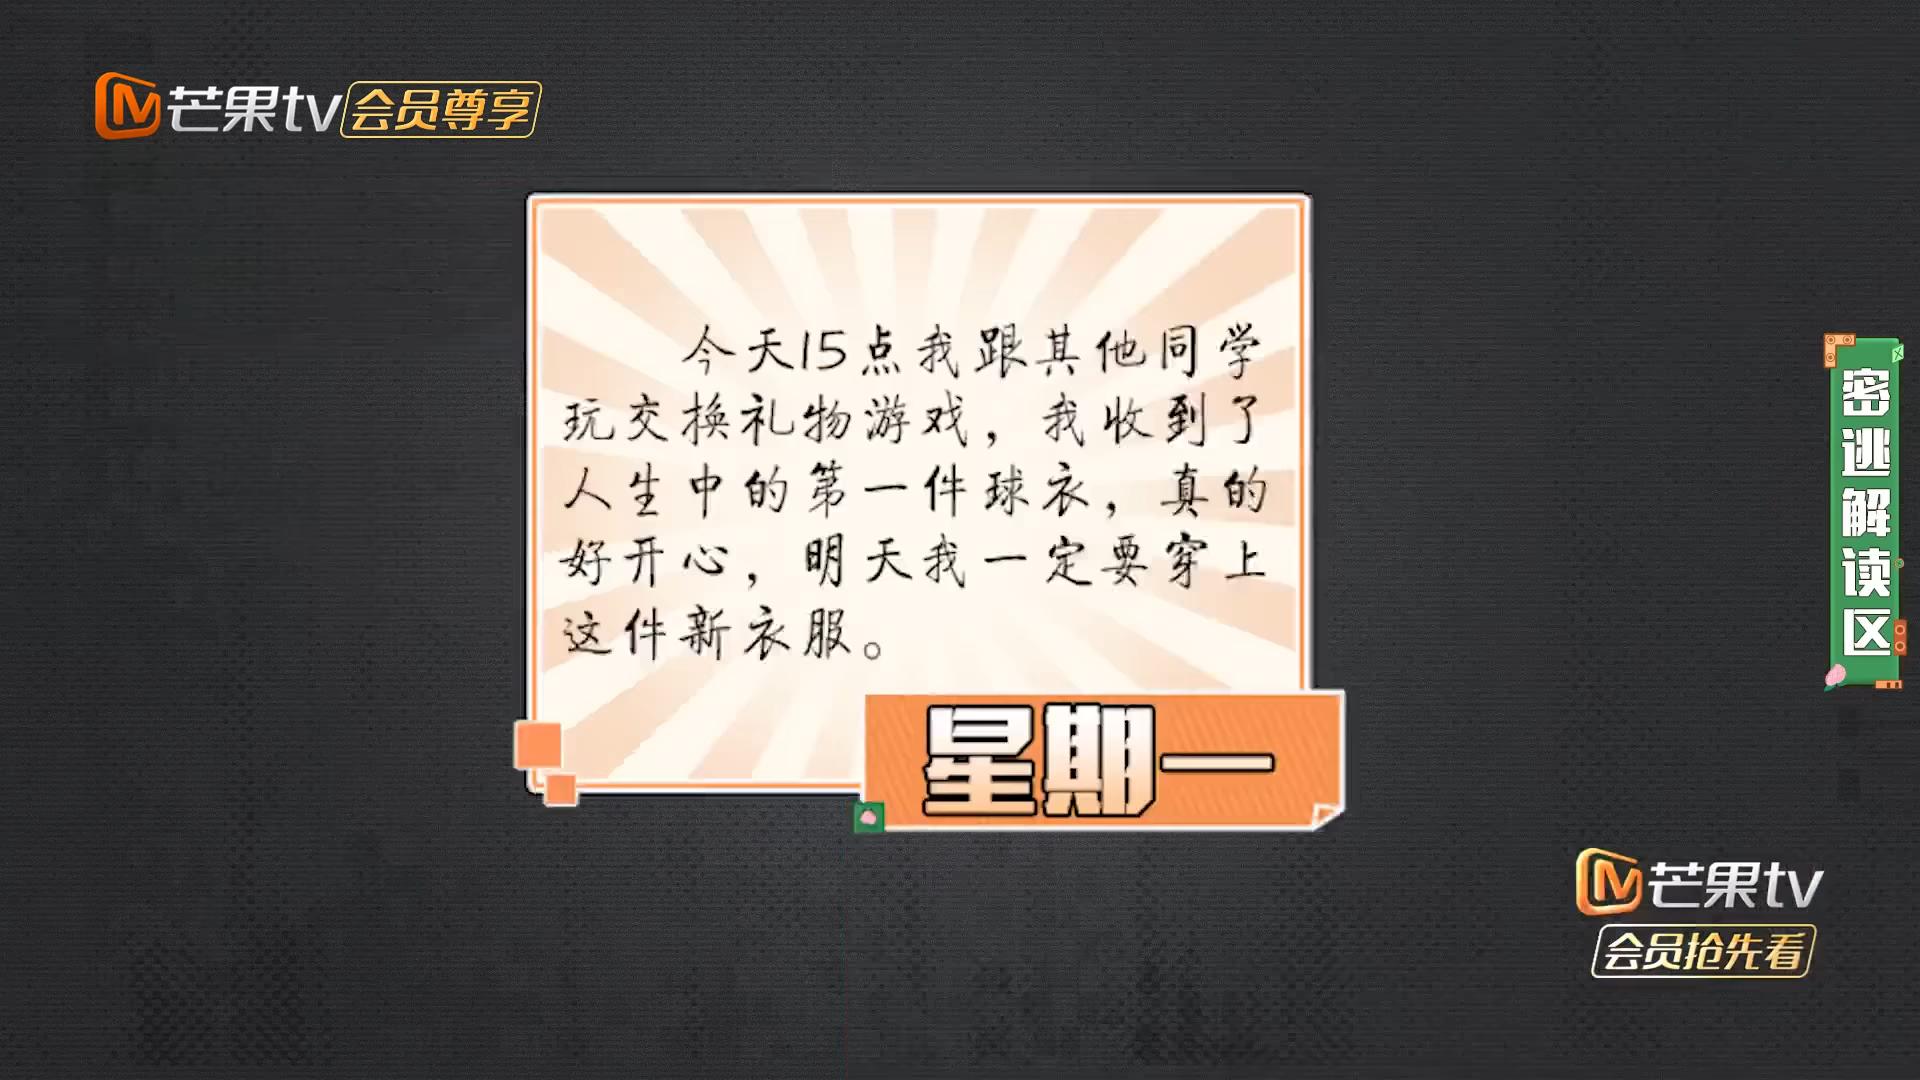 芒果tv会员尊享
今天15点我跟其他同学
玩交换礼物游戏，我收到了
人生中的第一件球衣，真的
好开心，明天我一定要穿上
这件新衣服。
星期一
密逃解读区
芒果tv
会员抢先看